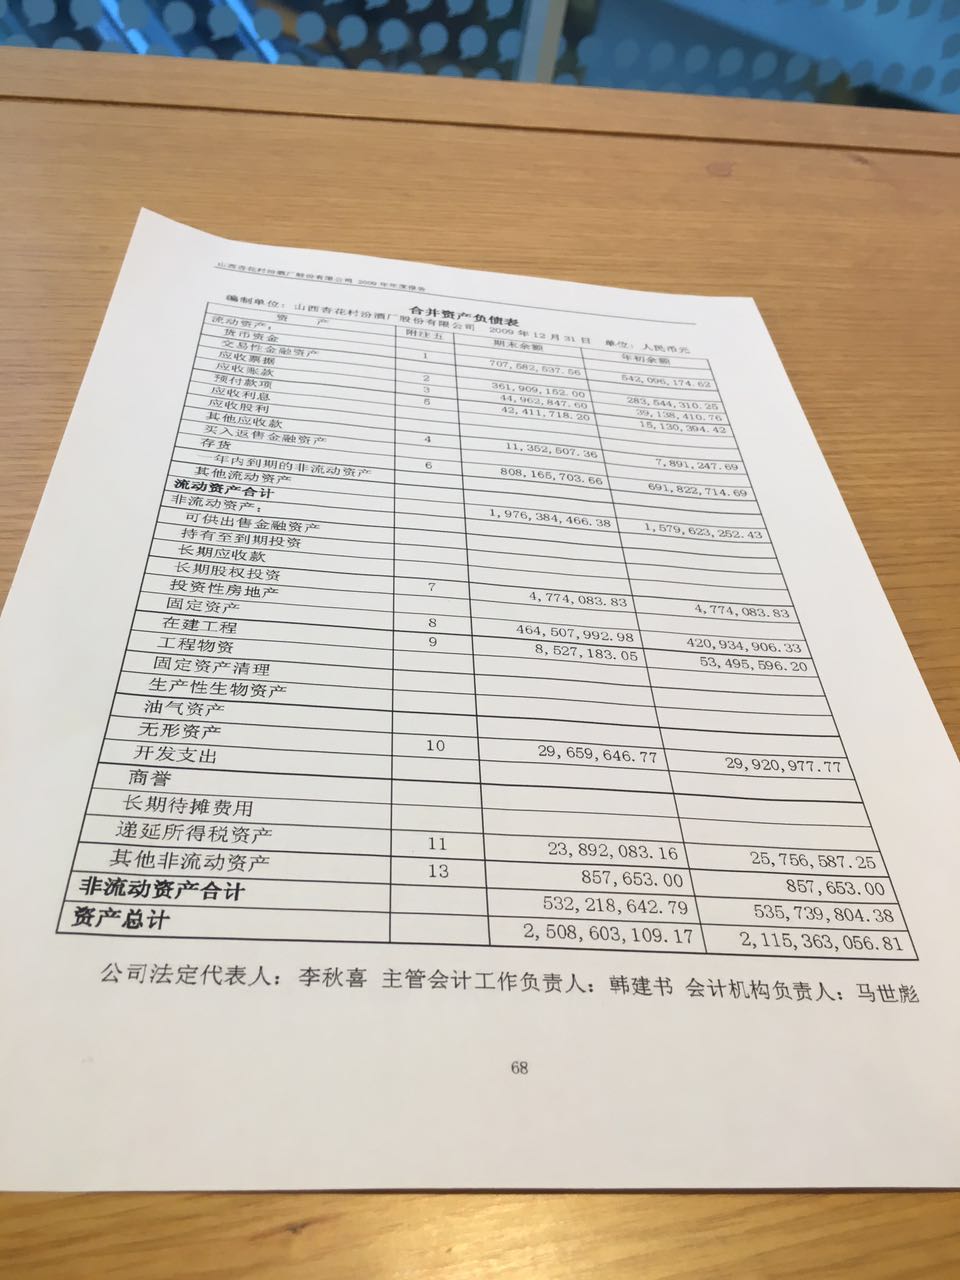 山西杏花村汾酒厂股份有限公司 2009 年年度报告
合并资产负债表
编制单位：山西杏花村汾酒厂股份有限公司 2009 年 12 月 31 日 单位：人民币元
资 产 附注五 期末余额 年初余额
流动资产：
货币资金 1 707,582,537.56 542,096,174.62
交易性金融资产
应收票据 2 361,909,152.00 283,544,310.25
应收账款 3 44,962,847.60 39,138,410.76
预付款项 5 42,411,718.20 15,130,394.42
应收利息
应收股利
其他应收款 4 11,352,507.36 7,891,247.69
买入返售金融资产
存货 6 808,165,703.66 691,822,714.69
一年内到期的非流动资产
其他流动资产
流动资产合计 1,976,384,466.38 1,579,623,252.43
非流动资产：
可供出售金融资产
持有至到期投资
长期应收款
长期股权投资 7 4,774,083.83 4,774,083.83
投资性房地产
固定资产 8 464,507,992.98 420,934,906.33
在建工程 9 8,527,183.05 53,495,596.20
工程物资
固定资产清理
生产性生物资产
油气资产
无形资产 10 29,659,646.77 29,920,977.77
开发支出
商誉
长期待摊费用
递延所得税资产 11 23,892,083.16 25,756,587.25
其他非流动资产 13 857,653.00 857,653.00
非流动资产合计 532,218,642.79 535,739,804.38
资产总计 2,508,603,109.17 2,115,363,056.81
公司法定代表人：李秋喜 主管会计工作负责人：韩建书 会计机构负责人：马世彪
68